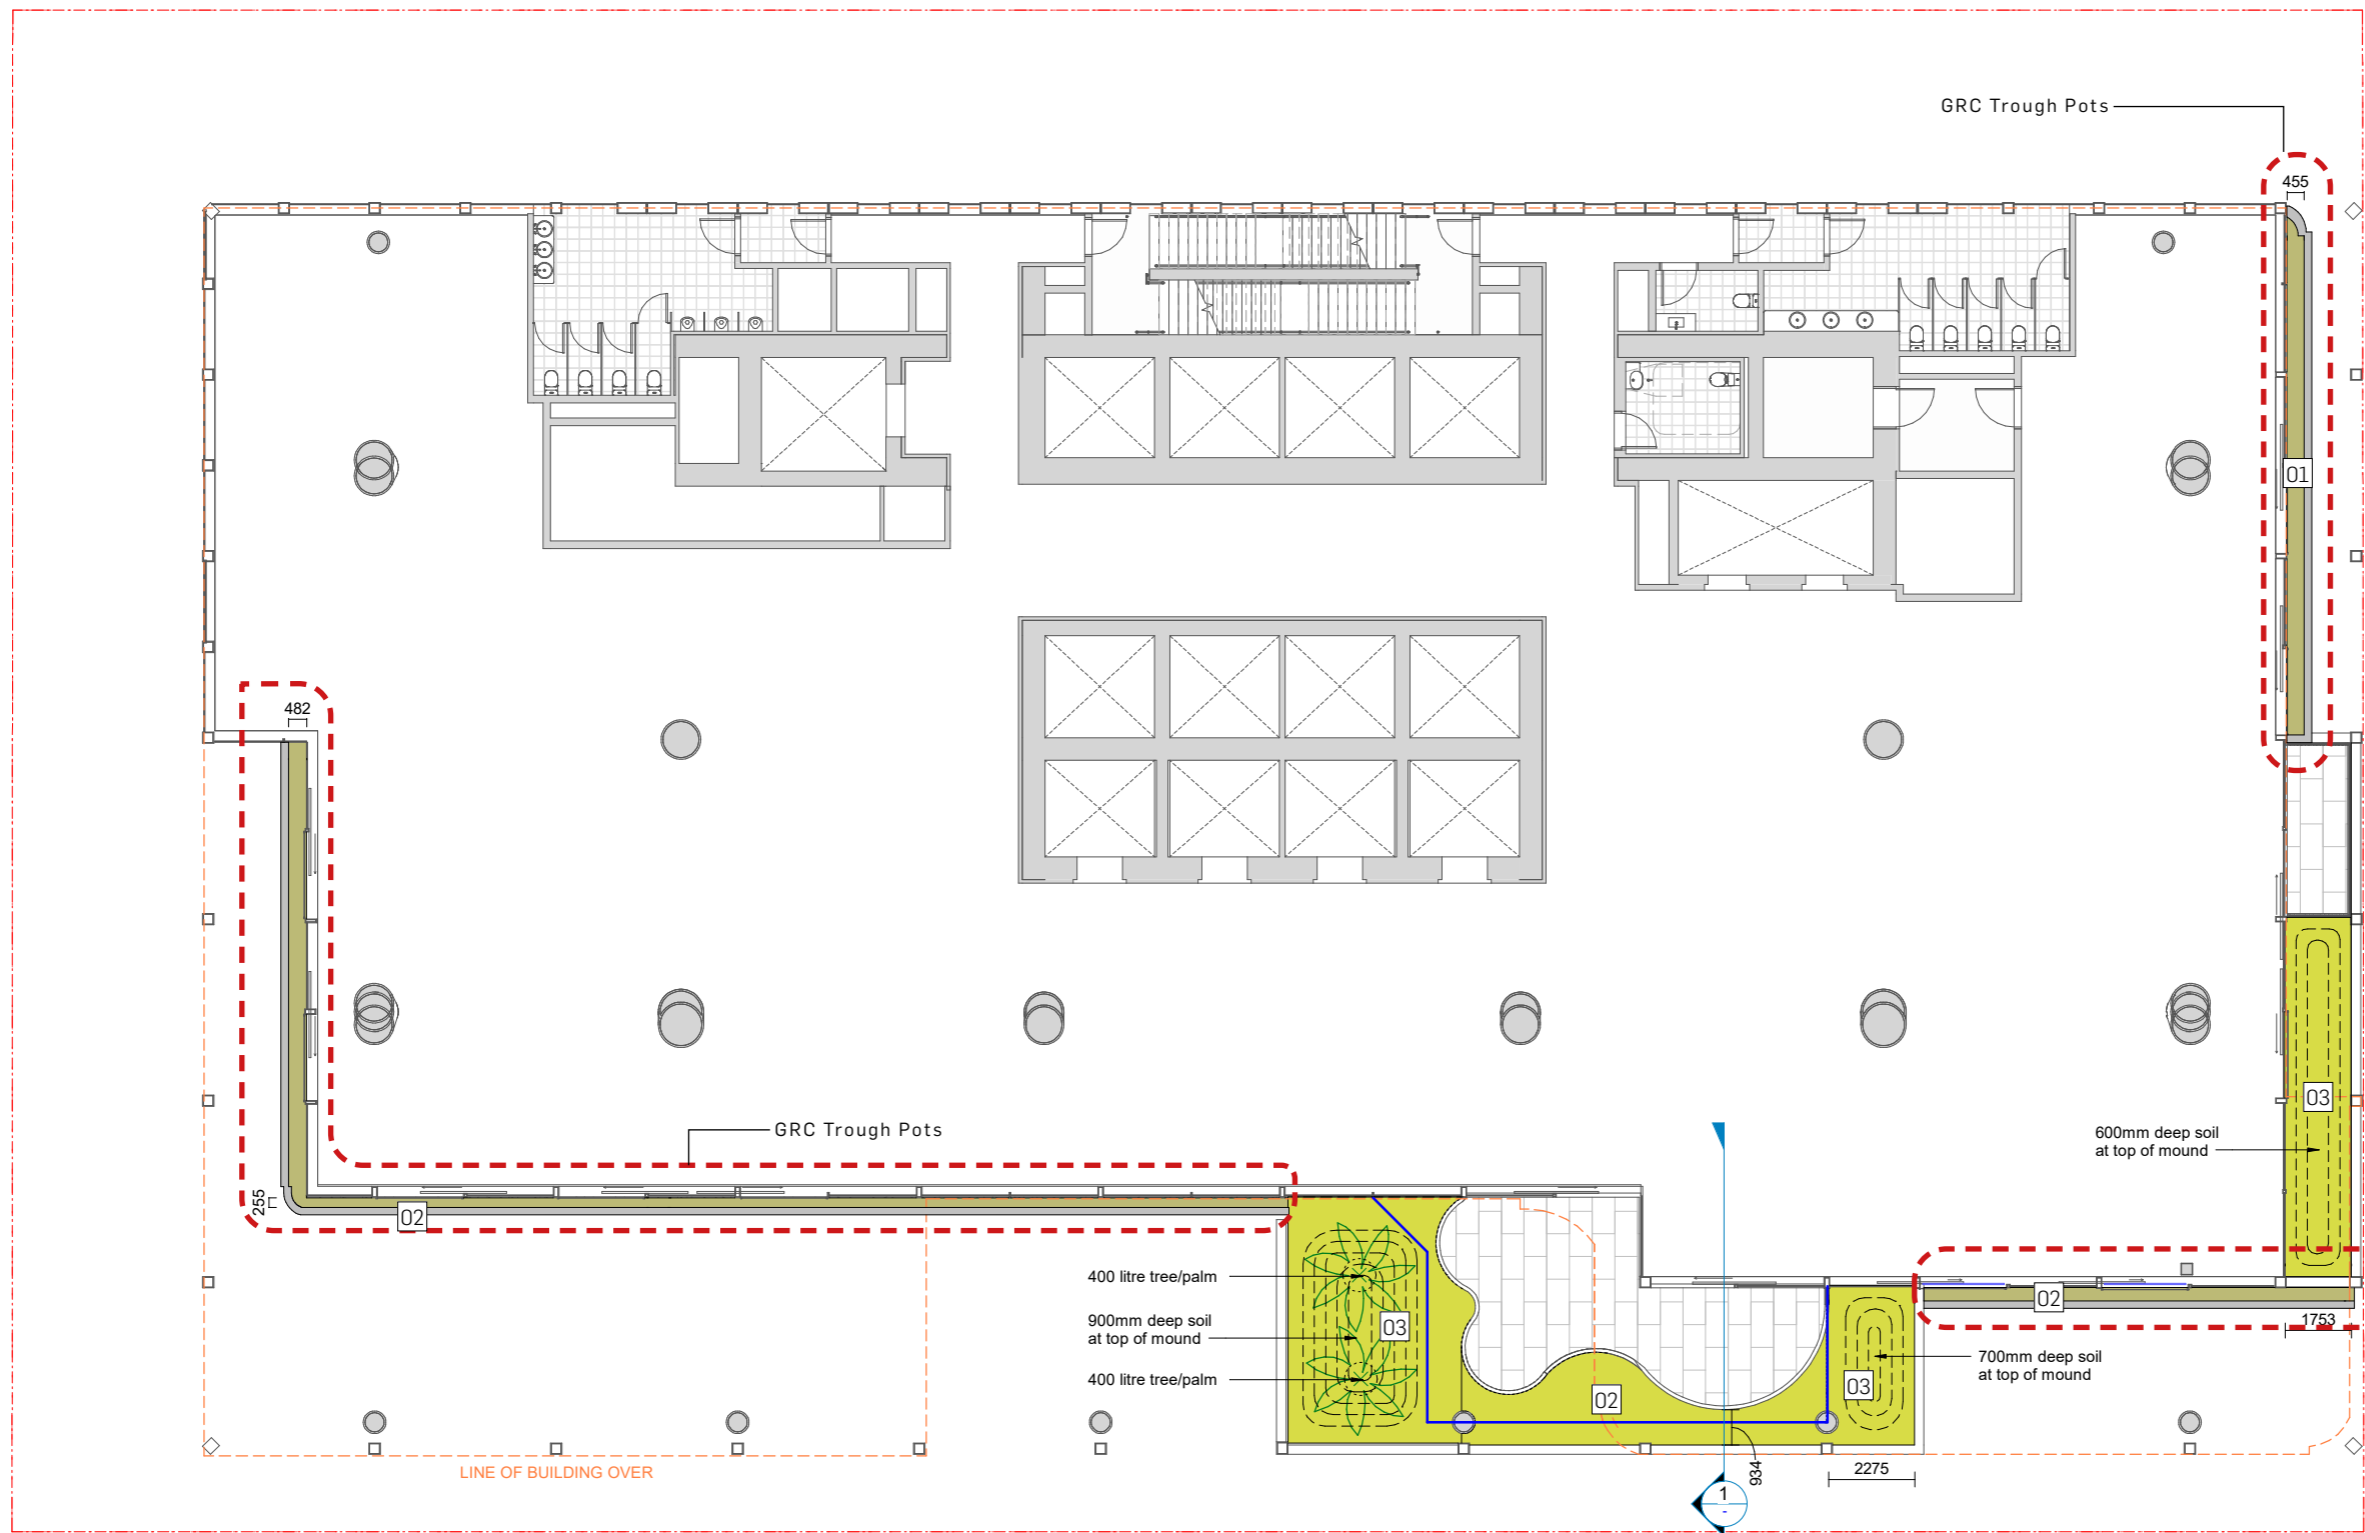 GRC Trough Pots
455
01
482
03
GRC Trough Pots
600mm deep soil
at top of mound
255
02
400 litre tree/palm
900mm deep soil
at top of mound
03
02
1753
700mm deep soil
at top of mound
400 litre tree/palm
03
02
LINE OF BUILDING OVER
934
2275
1
-